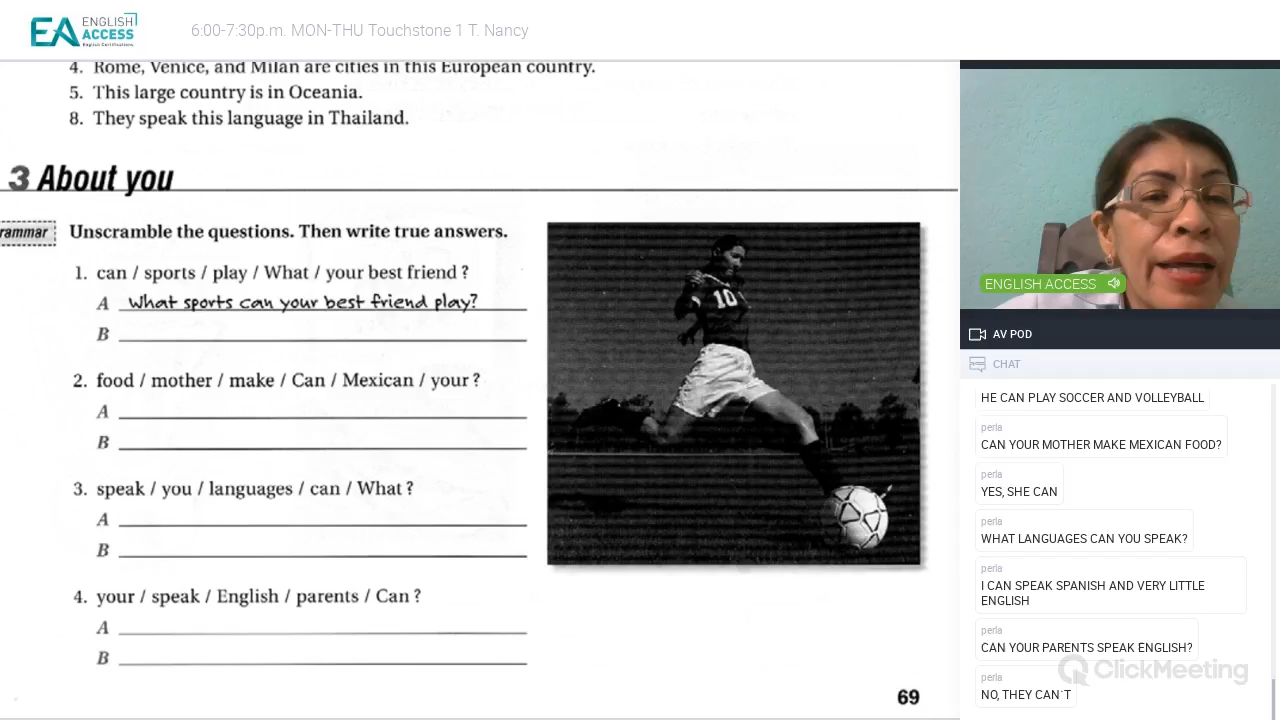 EA ENGLISH ACCESS
English Certifications
6:00-7:30p.m. MON-THU Touchstone 1 T. Nancy
4. Rome, Venice, and Milan are cities in this European country.
5. This large country is in Oceania.
8. They speak this language in Thailand.
3 About you
rammar
Unscramble the questions. Then write true answers.
1. can / sports / play / What / your best friend ?
A What sports can your best friend play?
B
2. food / mother / make / Can / Mexican / your ?
A
B
3. speak / you / languages / can / What ?
A
B
4. your / speak / English / parents / Can ?
A
B
69
10
ENGLISH ACCESS
AV POD
CHAT
HE CAN PLAY SOCCER AND VOLLEYBALL
perla
CAN YOUR MOTHER MAKE MEXICAN FOOD?
perla
YES, SHE CAN
perla
WHAT LANGUAGES CAN YOU SPEAK?
perla
I CAN SPEAK SPANISH AND VERY LITTLE
ENGLISH
perla
CAN YOUR PARENTS SPEAK ENGLISH?
perla
NO, THEY CAN`T
ClickMeeting